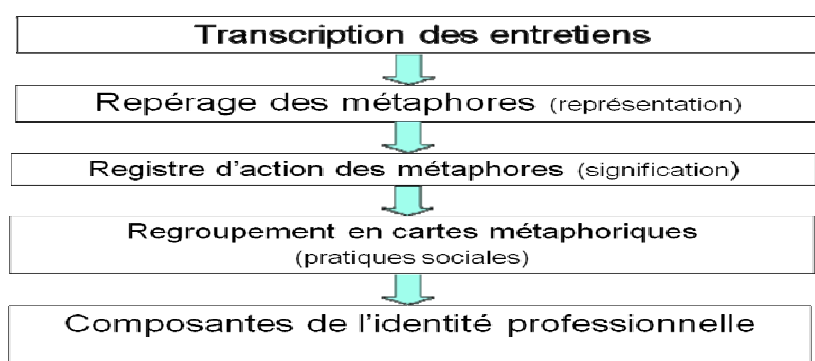 Transcription des entretiens
Repérage des métaphores (représentation)
Registre d'action des métaphores (signification)
Regroupement en cartes métaphoriques
(pratiques sociales)
Composantes de l'identité professionnelle